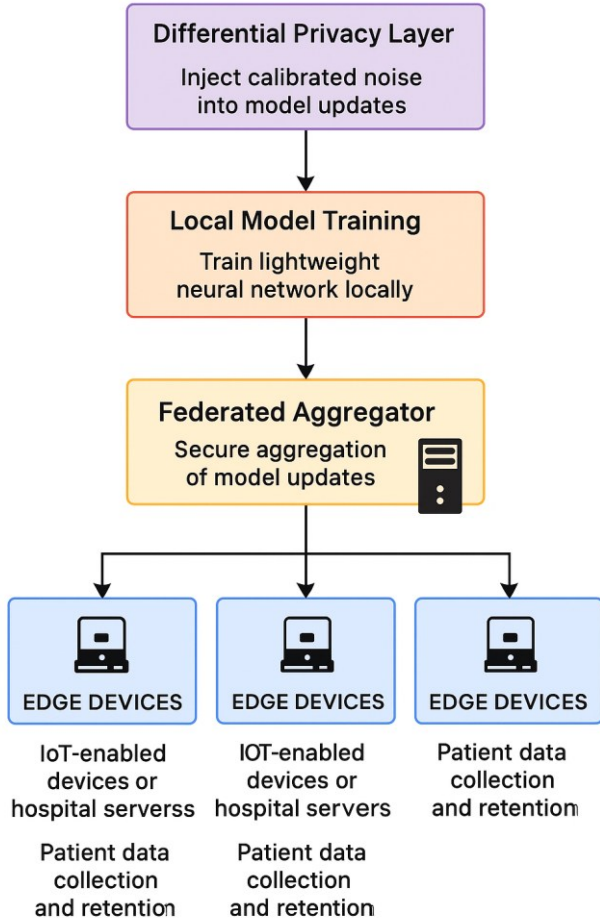 Differential Privacy Layer
Inject calibrated noise
into model updates
Local Model Training
Train lightweight
neural network locally
Federated Aggregator
Secure aggregation
of model updates
EDGE DEVICES
IoT-enabled
devices or
hospital serverss
Patient data
collection
and retention
EDGE DEVICES
IOT-enabled
devices or
hospital servers
Patient data
collection
and retention
EDGE DEVICES
Patient data
collection
and retention